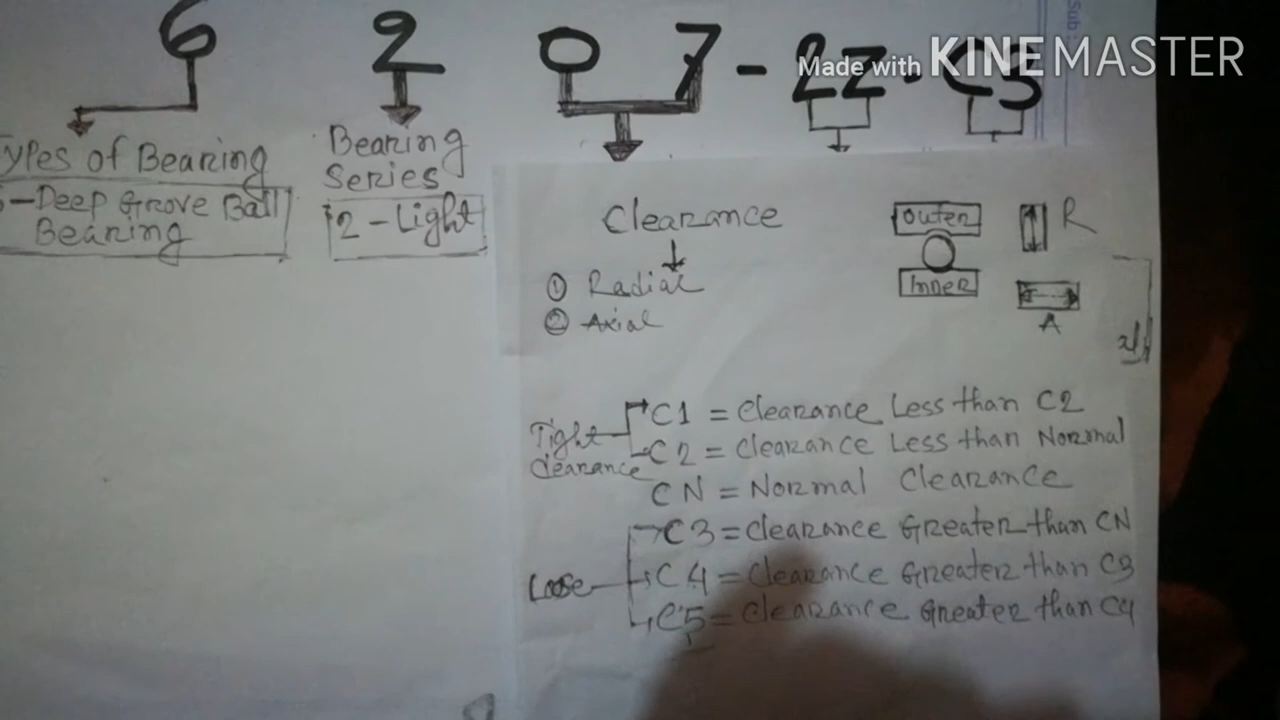 6 2 0 7 - 2Z - C3
Made with KINEMASTER
Sub:
Types of Bearing
6-Deep Grove Ball
Bearing
Bearing
Series
2-Light
Clearance
① Radial
② Axial
Outer
Inner
R
A
Tight
clearance
C1 = Clearance Less than C2
C2 = Clearance Less than Normal
CN = Normal Clearance
Loose
C3 = Clearance Greater than CN
C4 = Clearance Greater than C3
C5 = Clearance Greater than C4